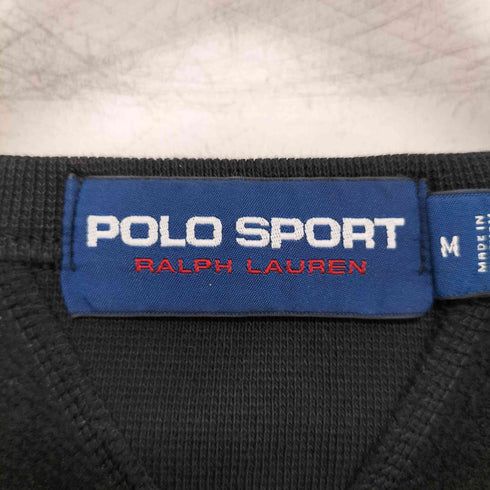 POLO SPORT
RALPH LAUREN
M
MADE IN